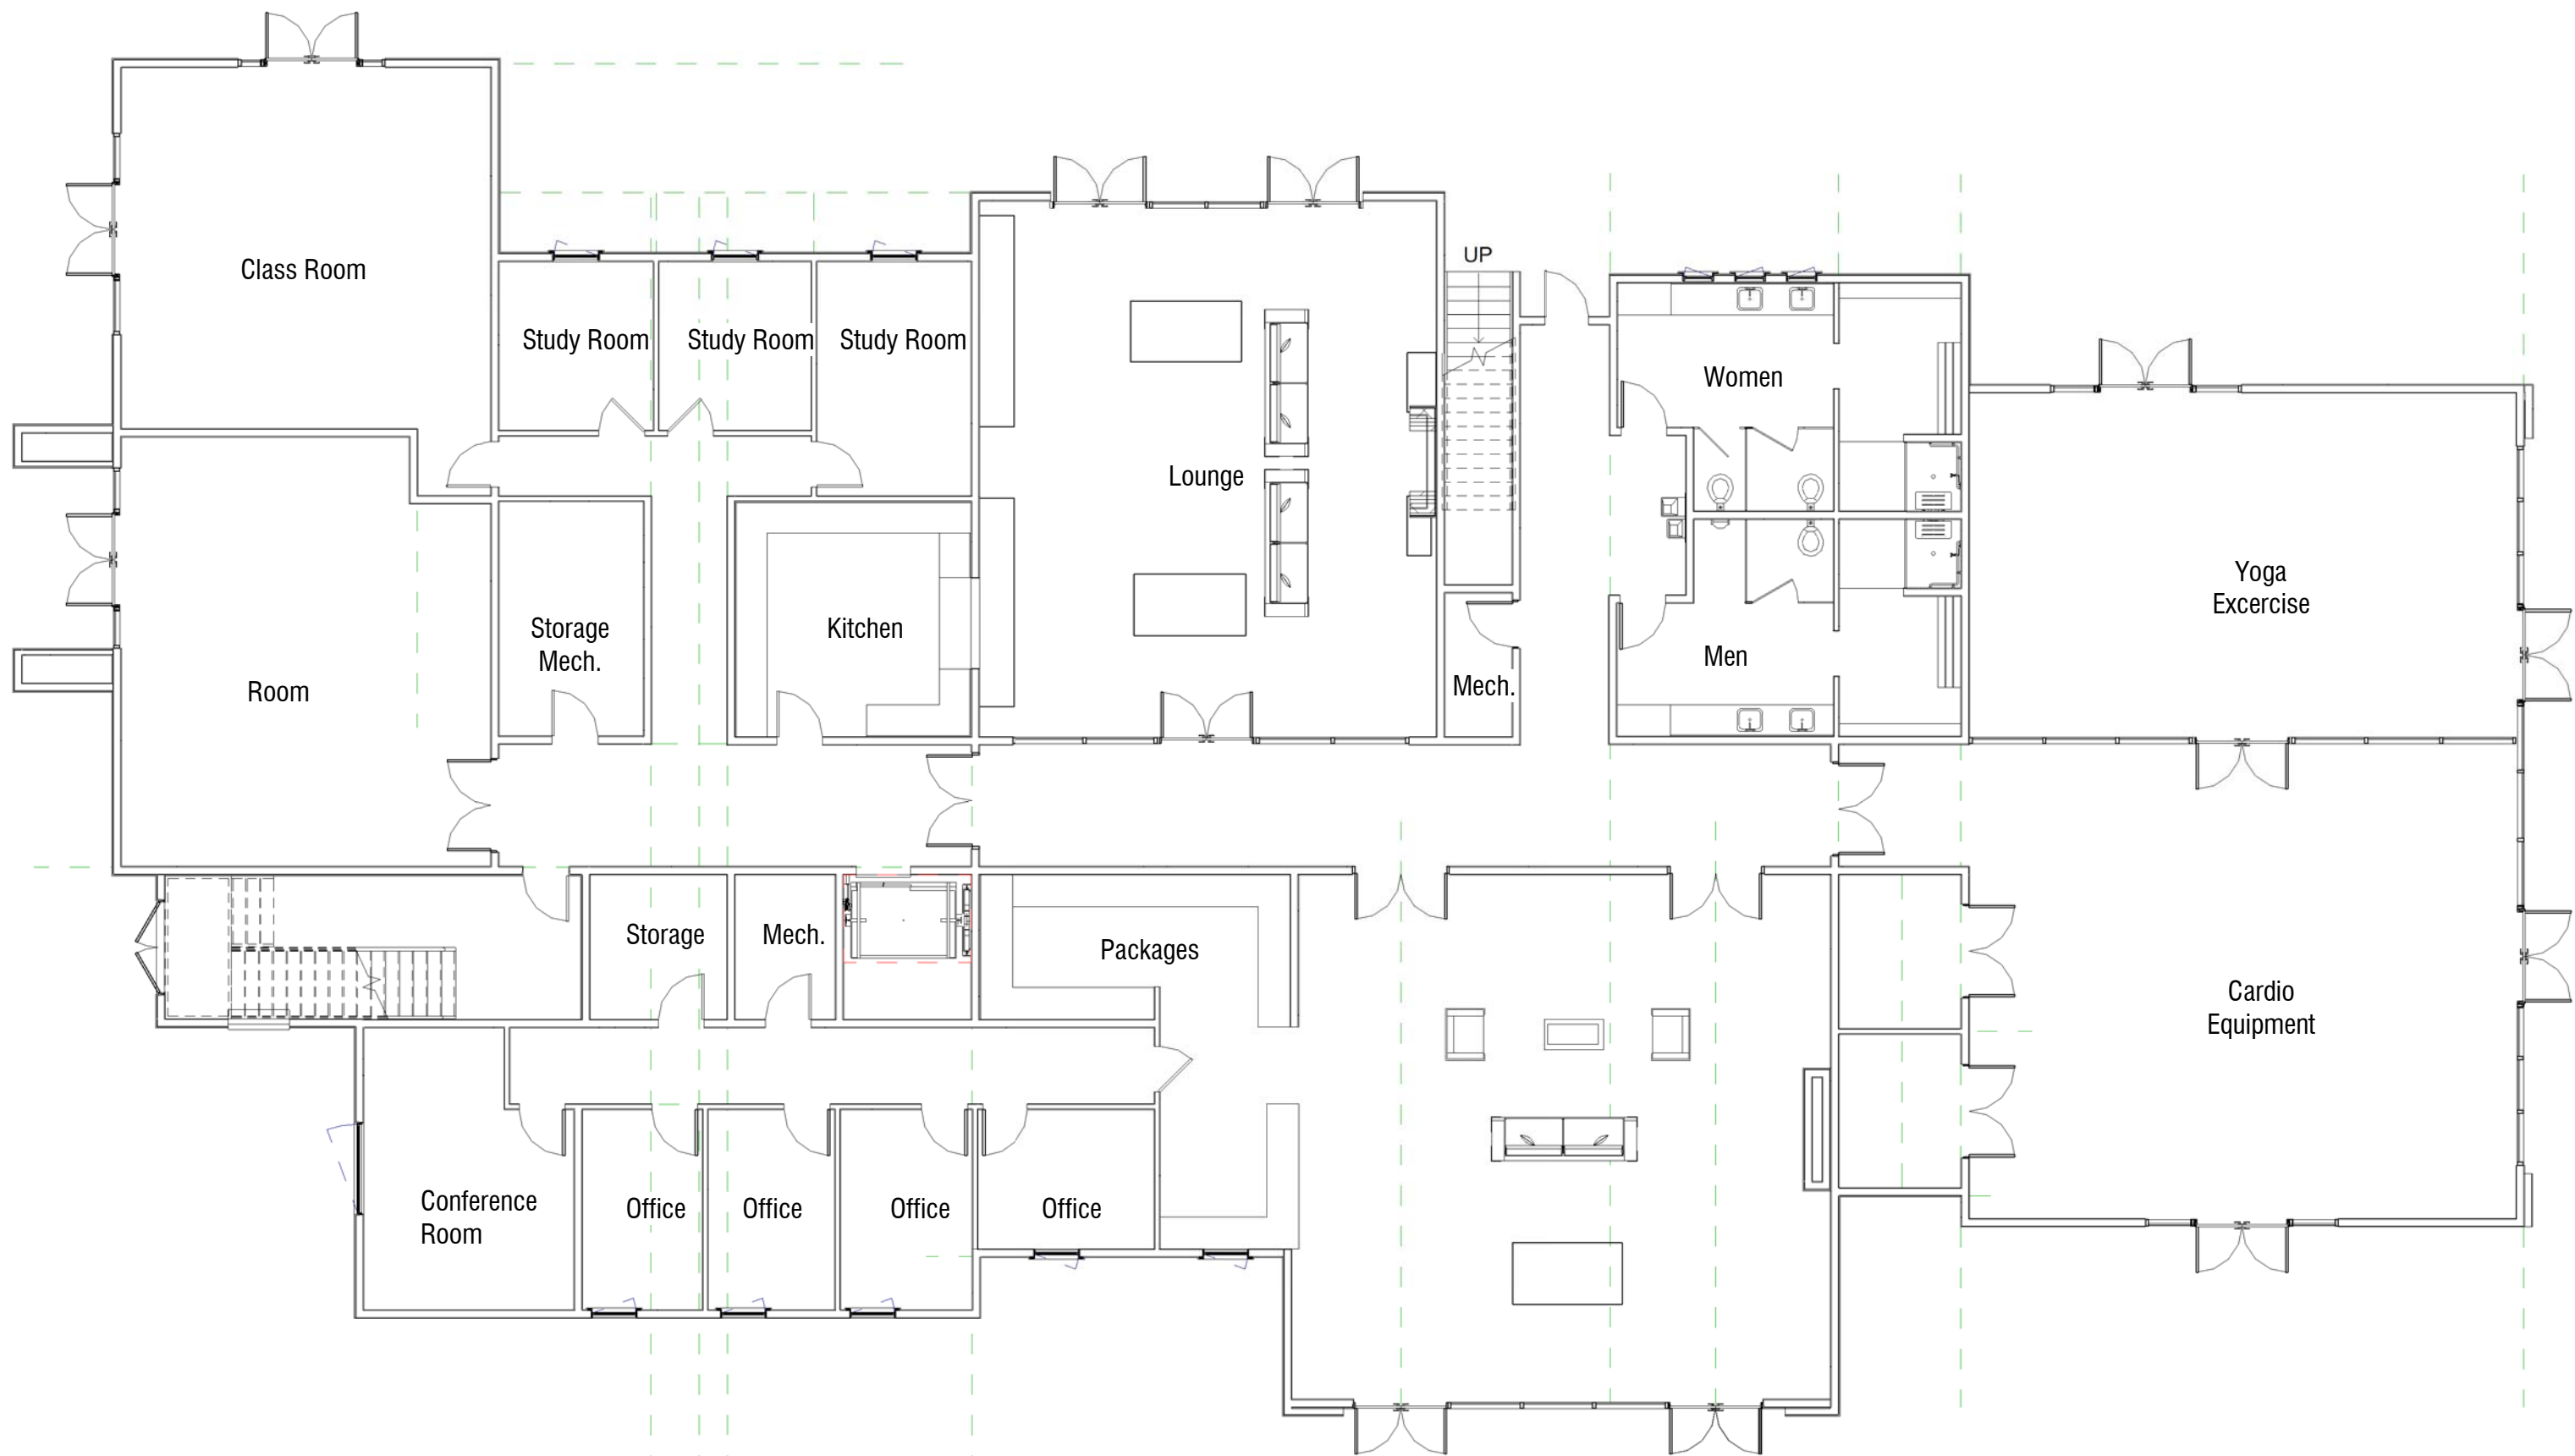 UP
Class Room
Study Room
Study Room
Study Room
Women
Lounge
Yoga
Excercise
Storage
Mech.
Kitchen
Men
Room
Mech.
Storage
Mech.
Packages
Cardio
Equipment
Conference
Room
Office
Office
Office
Office